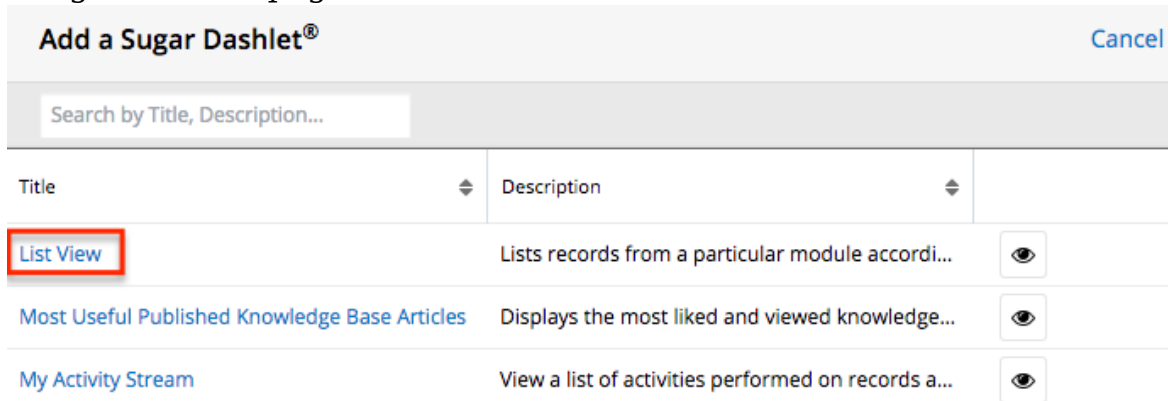 Add a Sugar Dashlet®
Cancel
Search by Title, Description...
Title
Description
List View
Lists records from a particular module accordi...
Most Useful Published Knowledge Base Articles
Displays the most liked and viewed knowledge...
My Activity Stream
View a list of activities performed on records a...